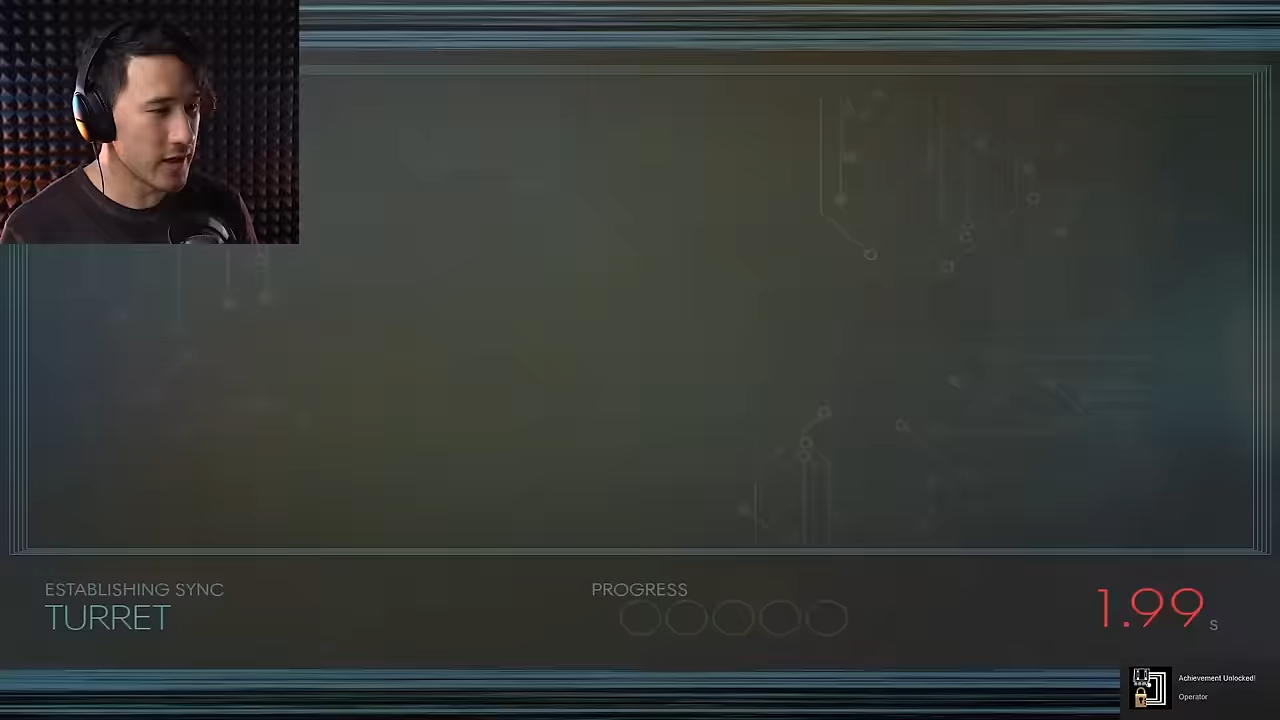 ESTABLISHING SYNC
TURRET
PROGRESS
1.99 s
Achievement Unlocked!
Operator